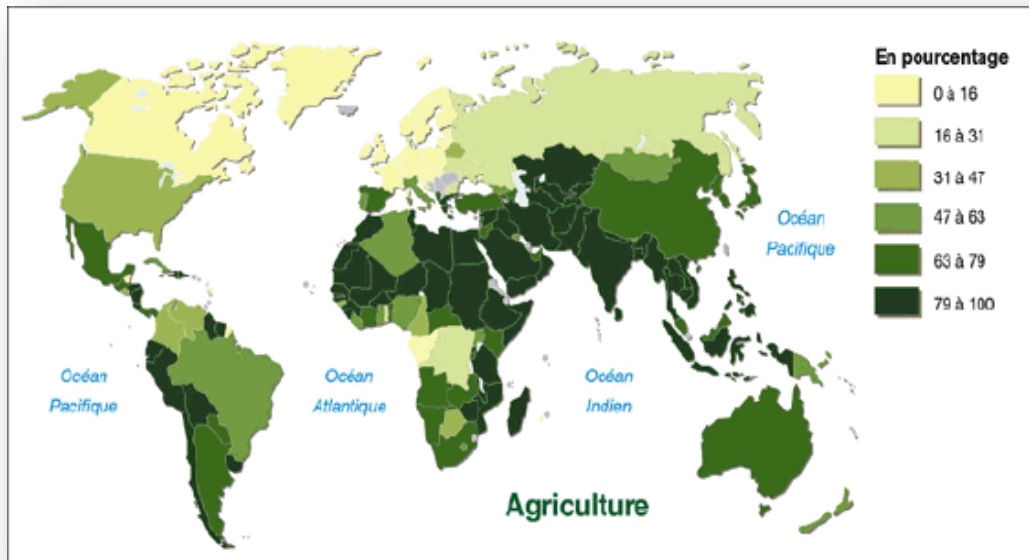 En pourcentage
0 à 16
16 à 31
31 à 47
47 à 63
63 à 79
79 à 100
Océan
Pacifique
Océan
Pacifique
Océan
Atlantique
Océan
Indien
Agriculture